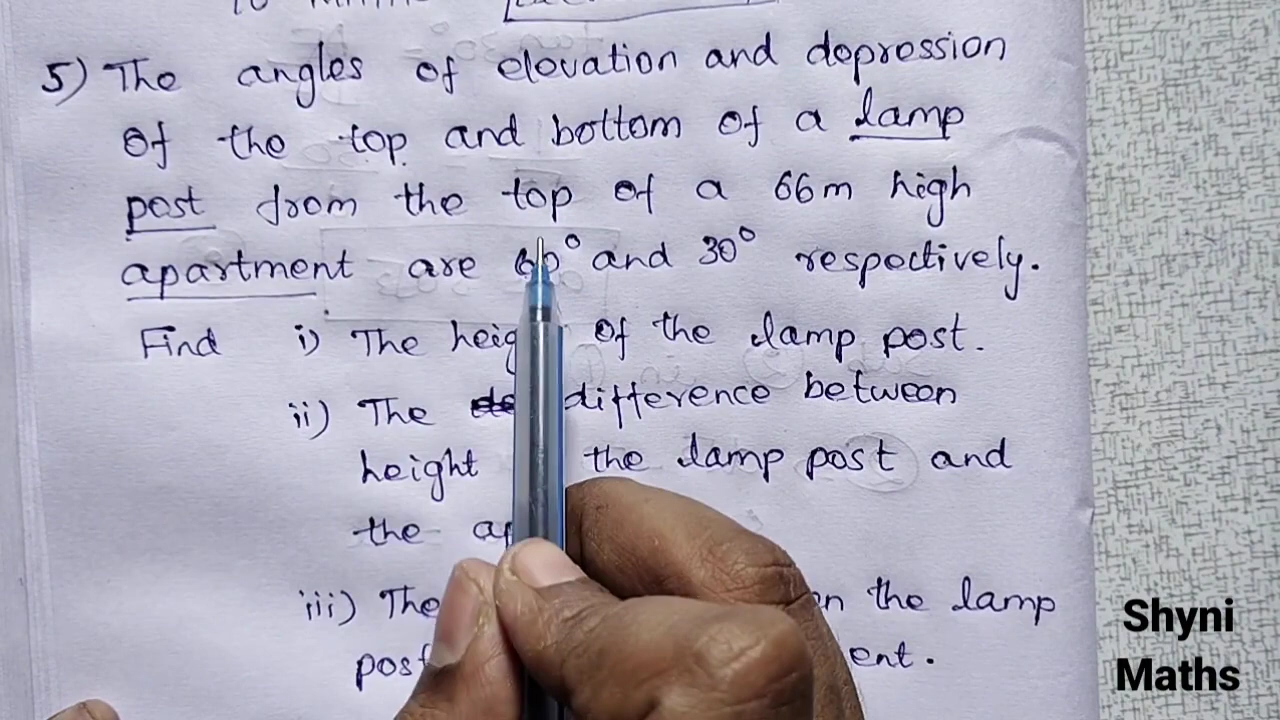 5) The angles of elevation and depression
of the top and bottom of a lamp
post from the top of a 66m high
apartment are 60° and 30° respectively.
Find i) The of the lamp post.
ii) The difference between
height the lamp post and
the
iii) The the lamp
Shyni
Maths